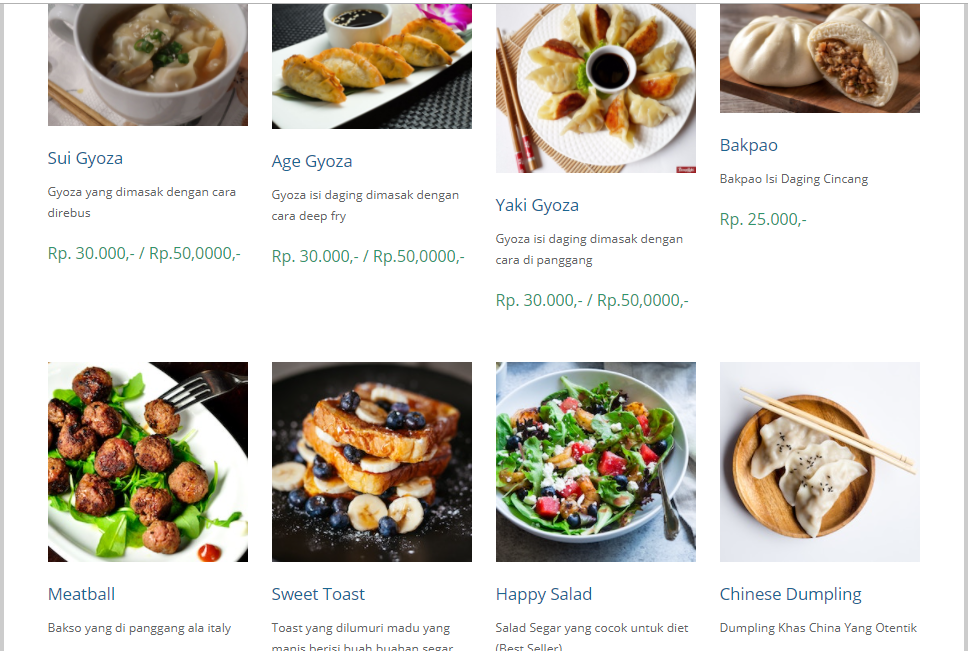 Sui Gyoza
Gyoza yang dimasak dengan cara
direbus
Rp. 30.000,- / Rp.50,0000,-
Age Gyoza
Gyoza isi daging dimasak dengan
cara deep fry
Rp. 30.000,- / Rp.50,0000,-
Yaki Gyoza
Gyoza isi daging dimasak dengan
cara di panggang
Rp. 30.000,- / Rp.50,0000,-
Bakpao
Bakpao Isi Daging Cincang
Rp. 25.000,-
Meatball
Bakso yang di panggang ala italy
Sweet Toast
Toast yang dilumuri madu yang
manis berisi buah buahan segar
Happy Salad
Salad Segar yang cocok untuk diet
(Best Seller)
Chinese Dumpling
Dumpling Khas China Yang Otentik